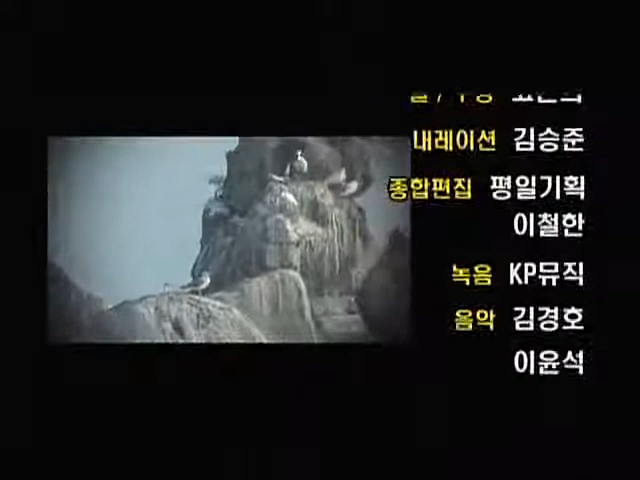 내레이션 김승준
종합편집 평일기획
이철한
녹음 KP뮤직
음악 김경호
이윤석